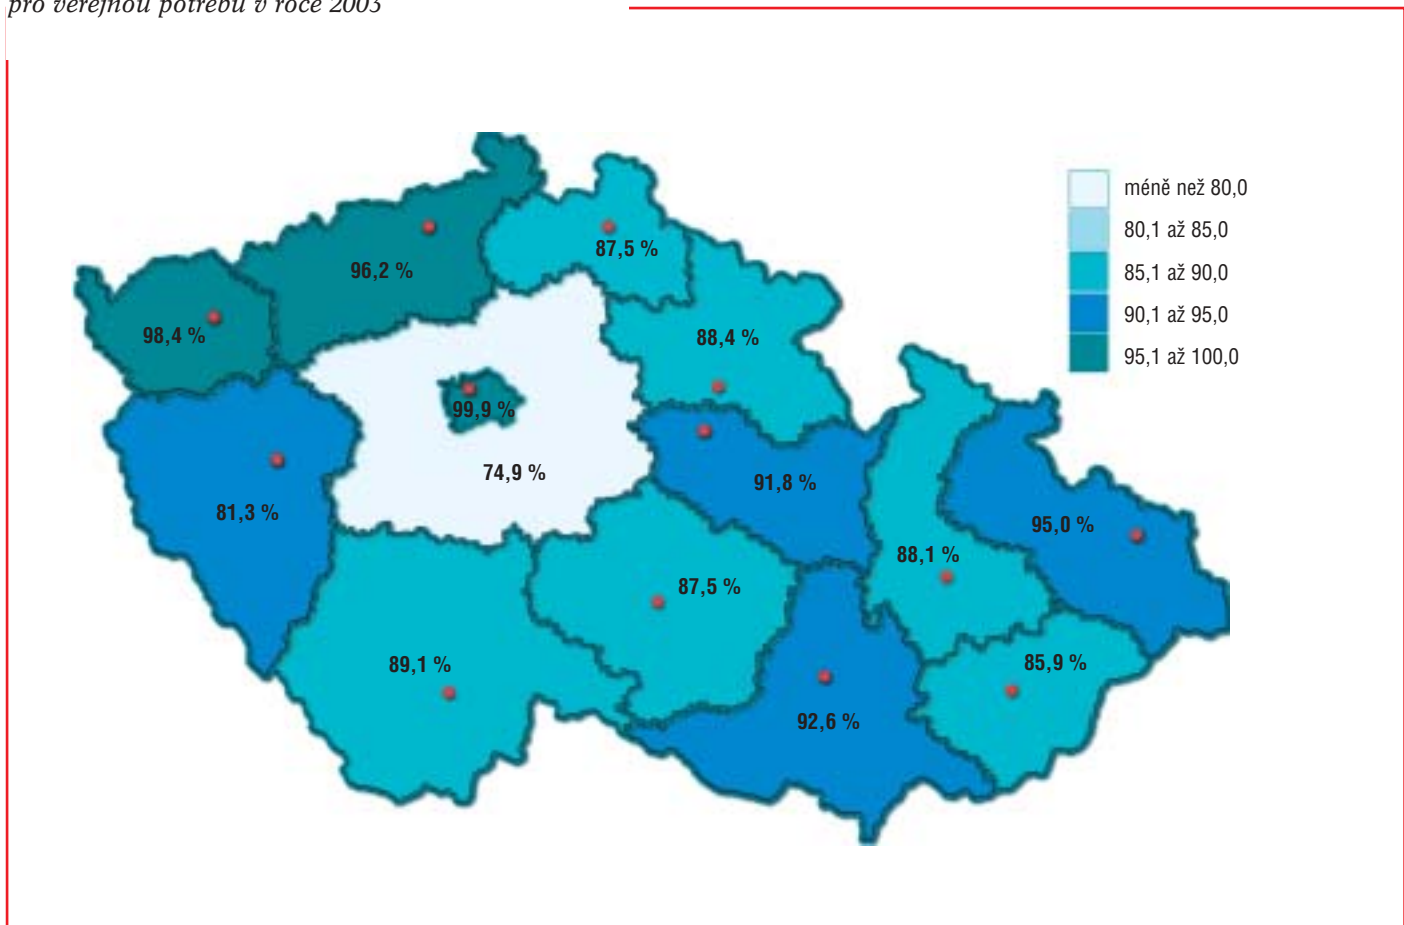 pro veřejnou potřebu v roce 2003
méně než 80,0
80,1 až 85,0
85,1 až 90,0
90,1 až 95,0
95,1 až 100,0
87,5 %
96,2 %
98,4 %
88,4 %
99,9 %
74,9 %
91,8 %
81,3 %
95,0 %
88,1 %
87,5 %
89,1 %
85,9 %
92,6 %